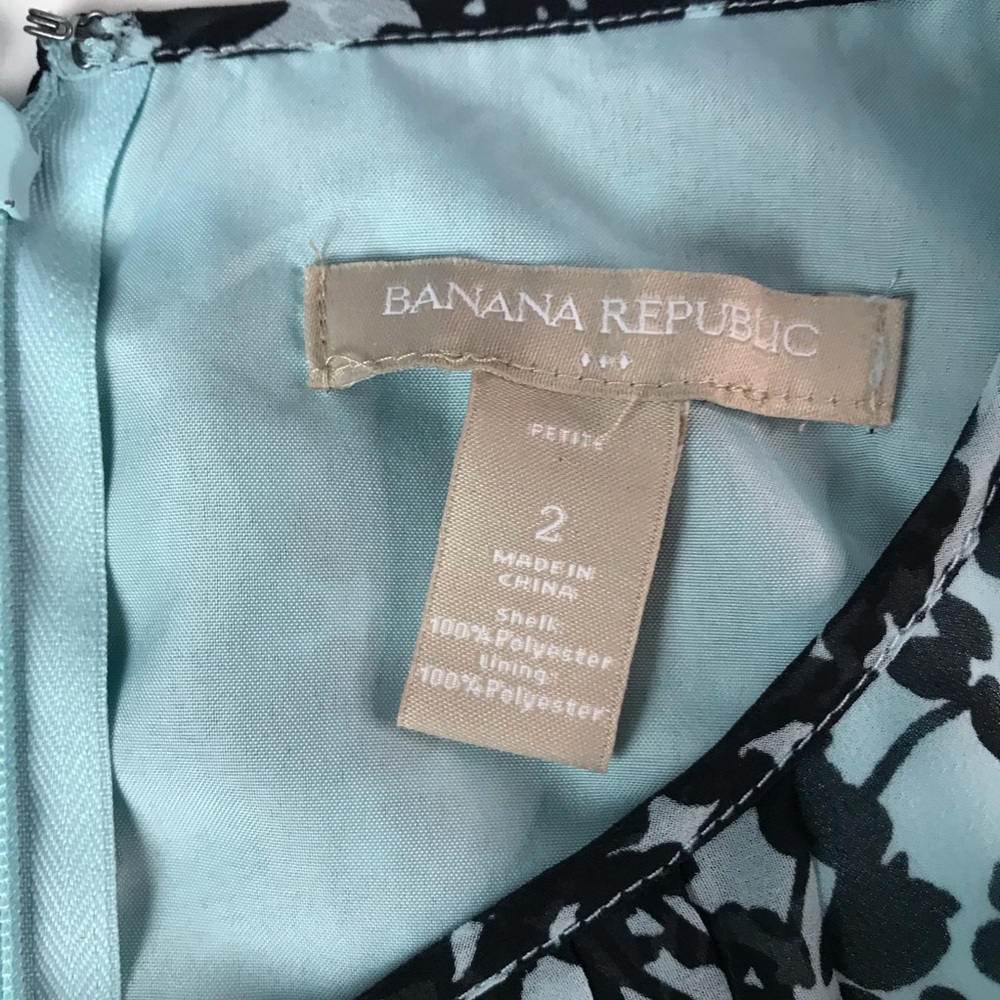 BANANA REPUBLIC
PETITE
2
MADE IN
CHINA
Shell:
100% Polyester
Lining:
100% Polyester